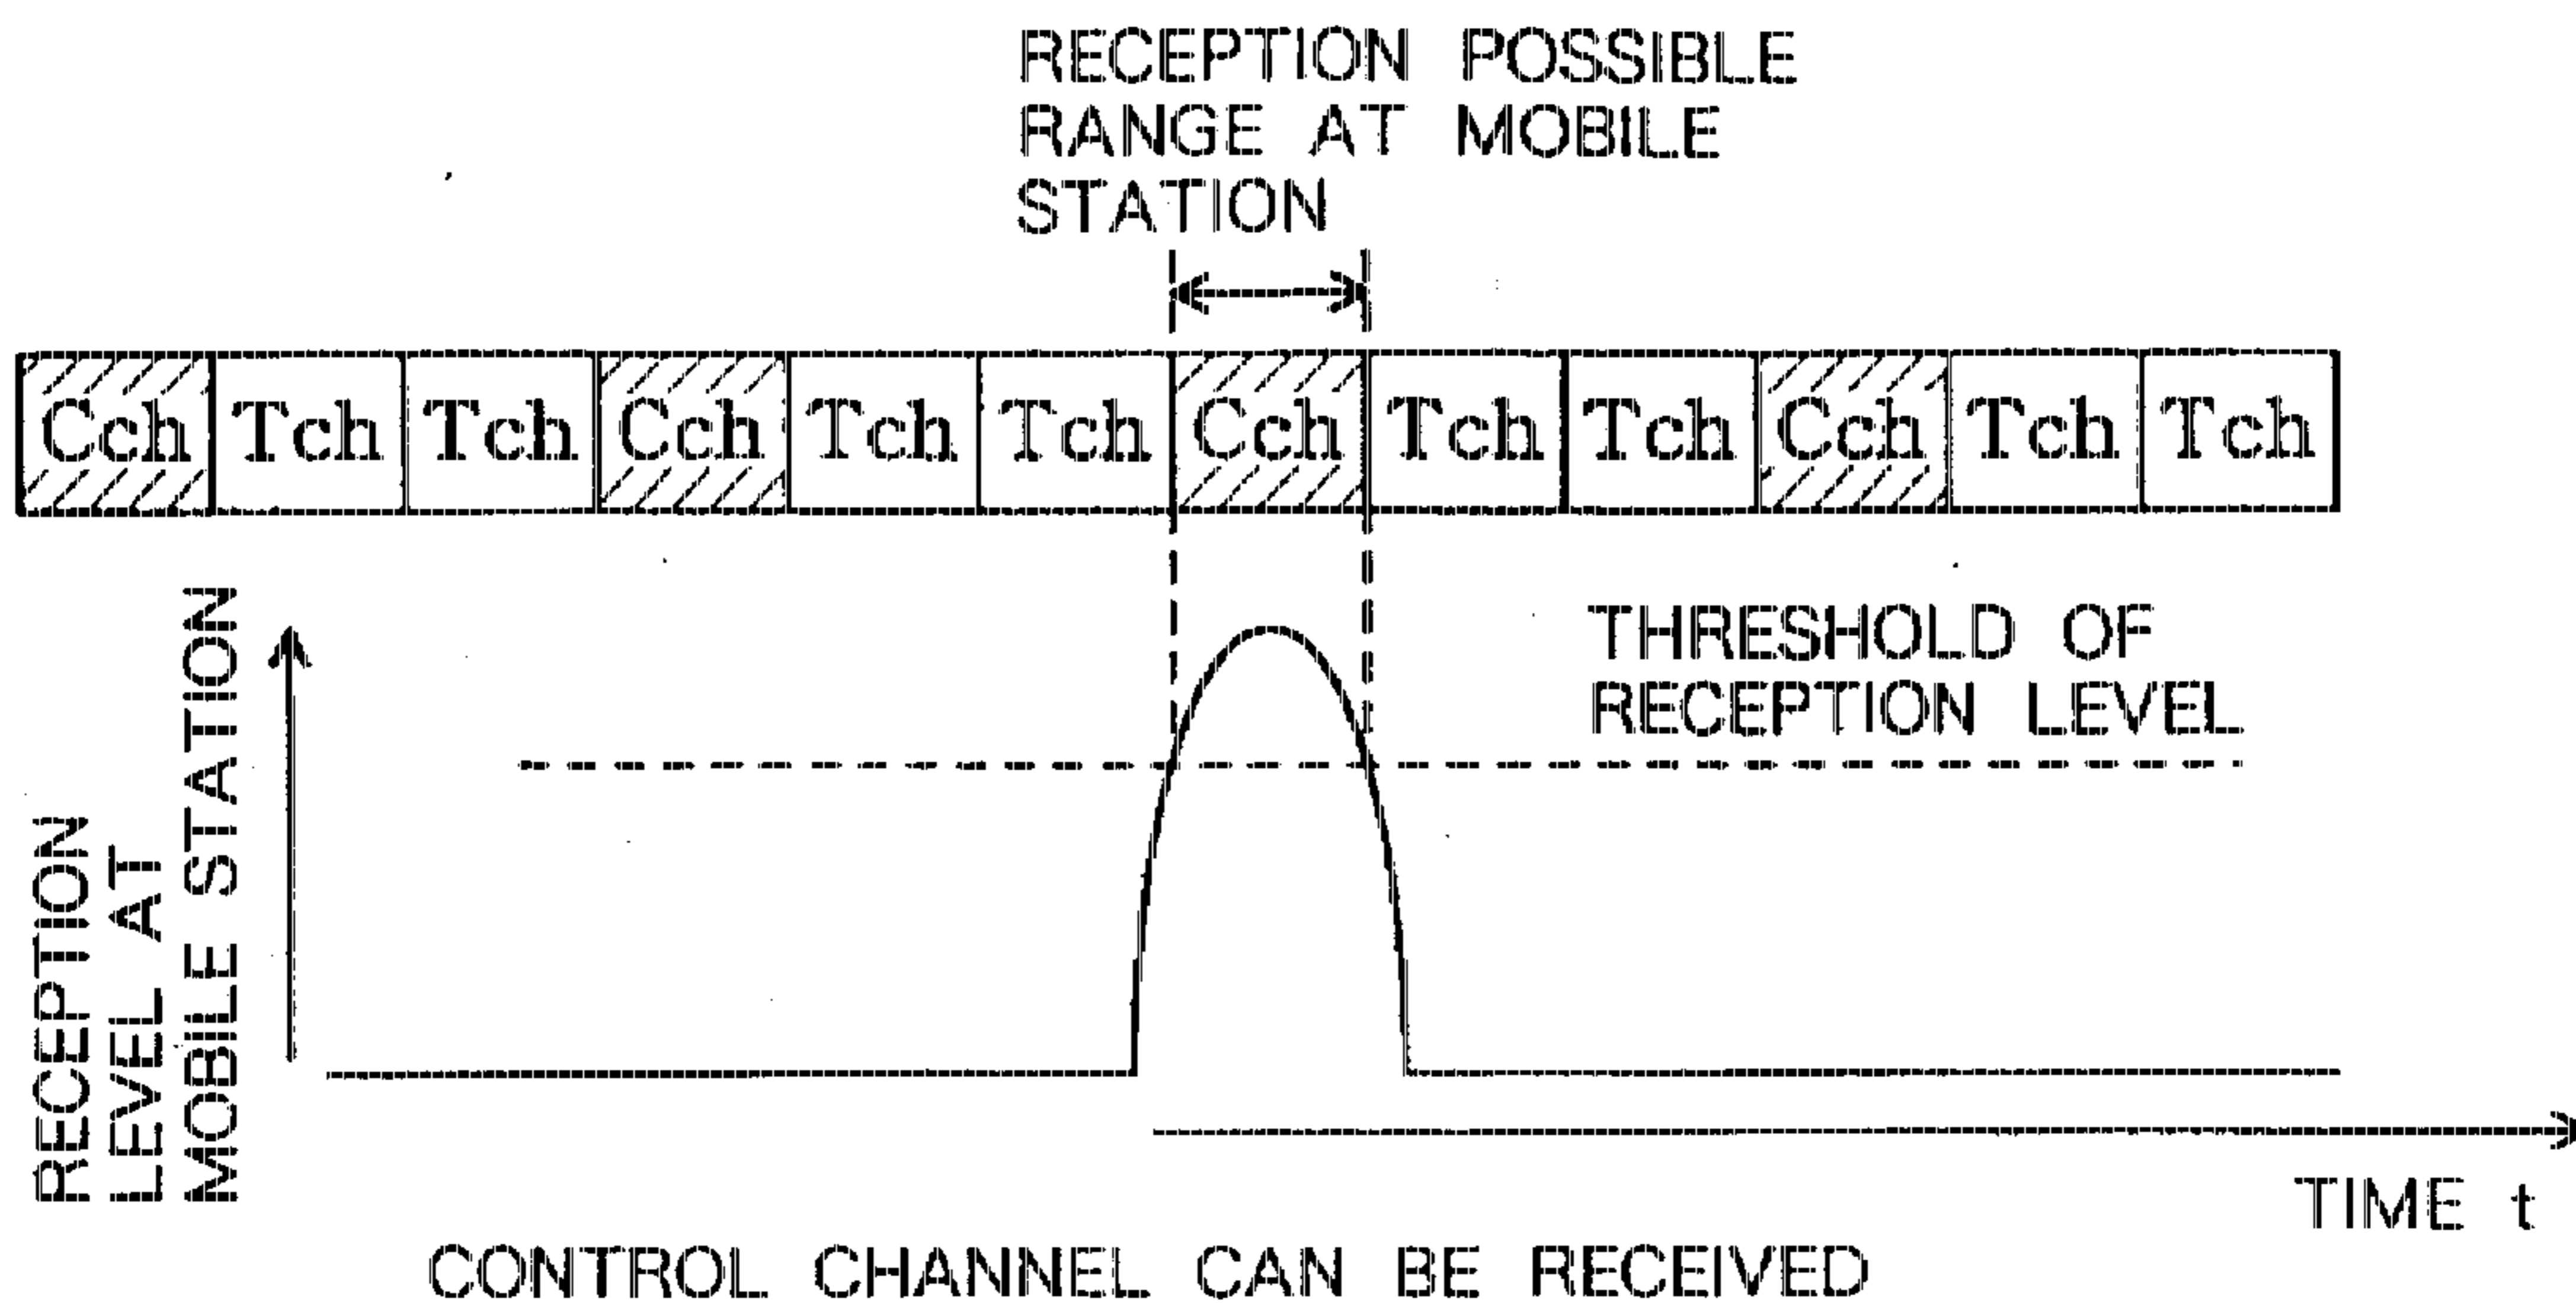 RECEPTION POSSIBLE
RANGE AT MOBILE
STATION
Cch Tch Tch Cch Tch Tch Cch Tch Tch Cch Tch Tch
THRESHOLD OF
RECEPTION LEVEL
RECEPTION
LEVEL AT
MOBILE STATION
TIME t
CONTROL CHANNEL CAN BE RECEIVED